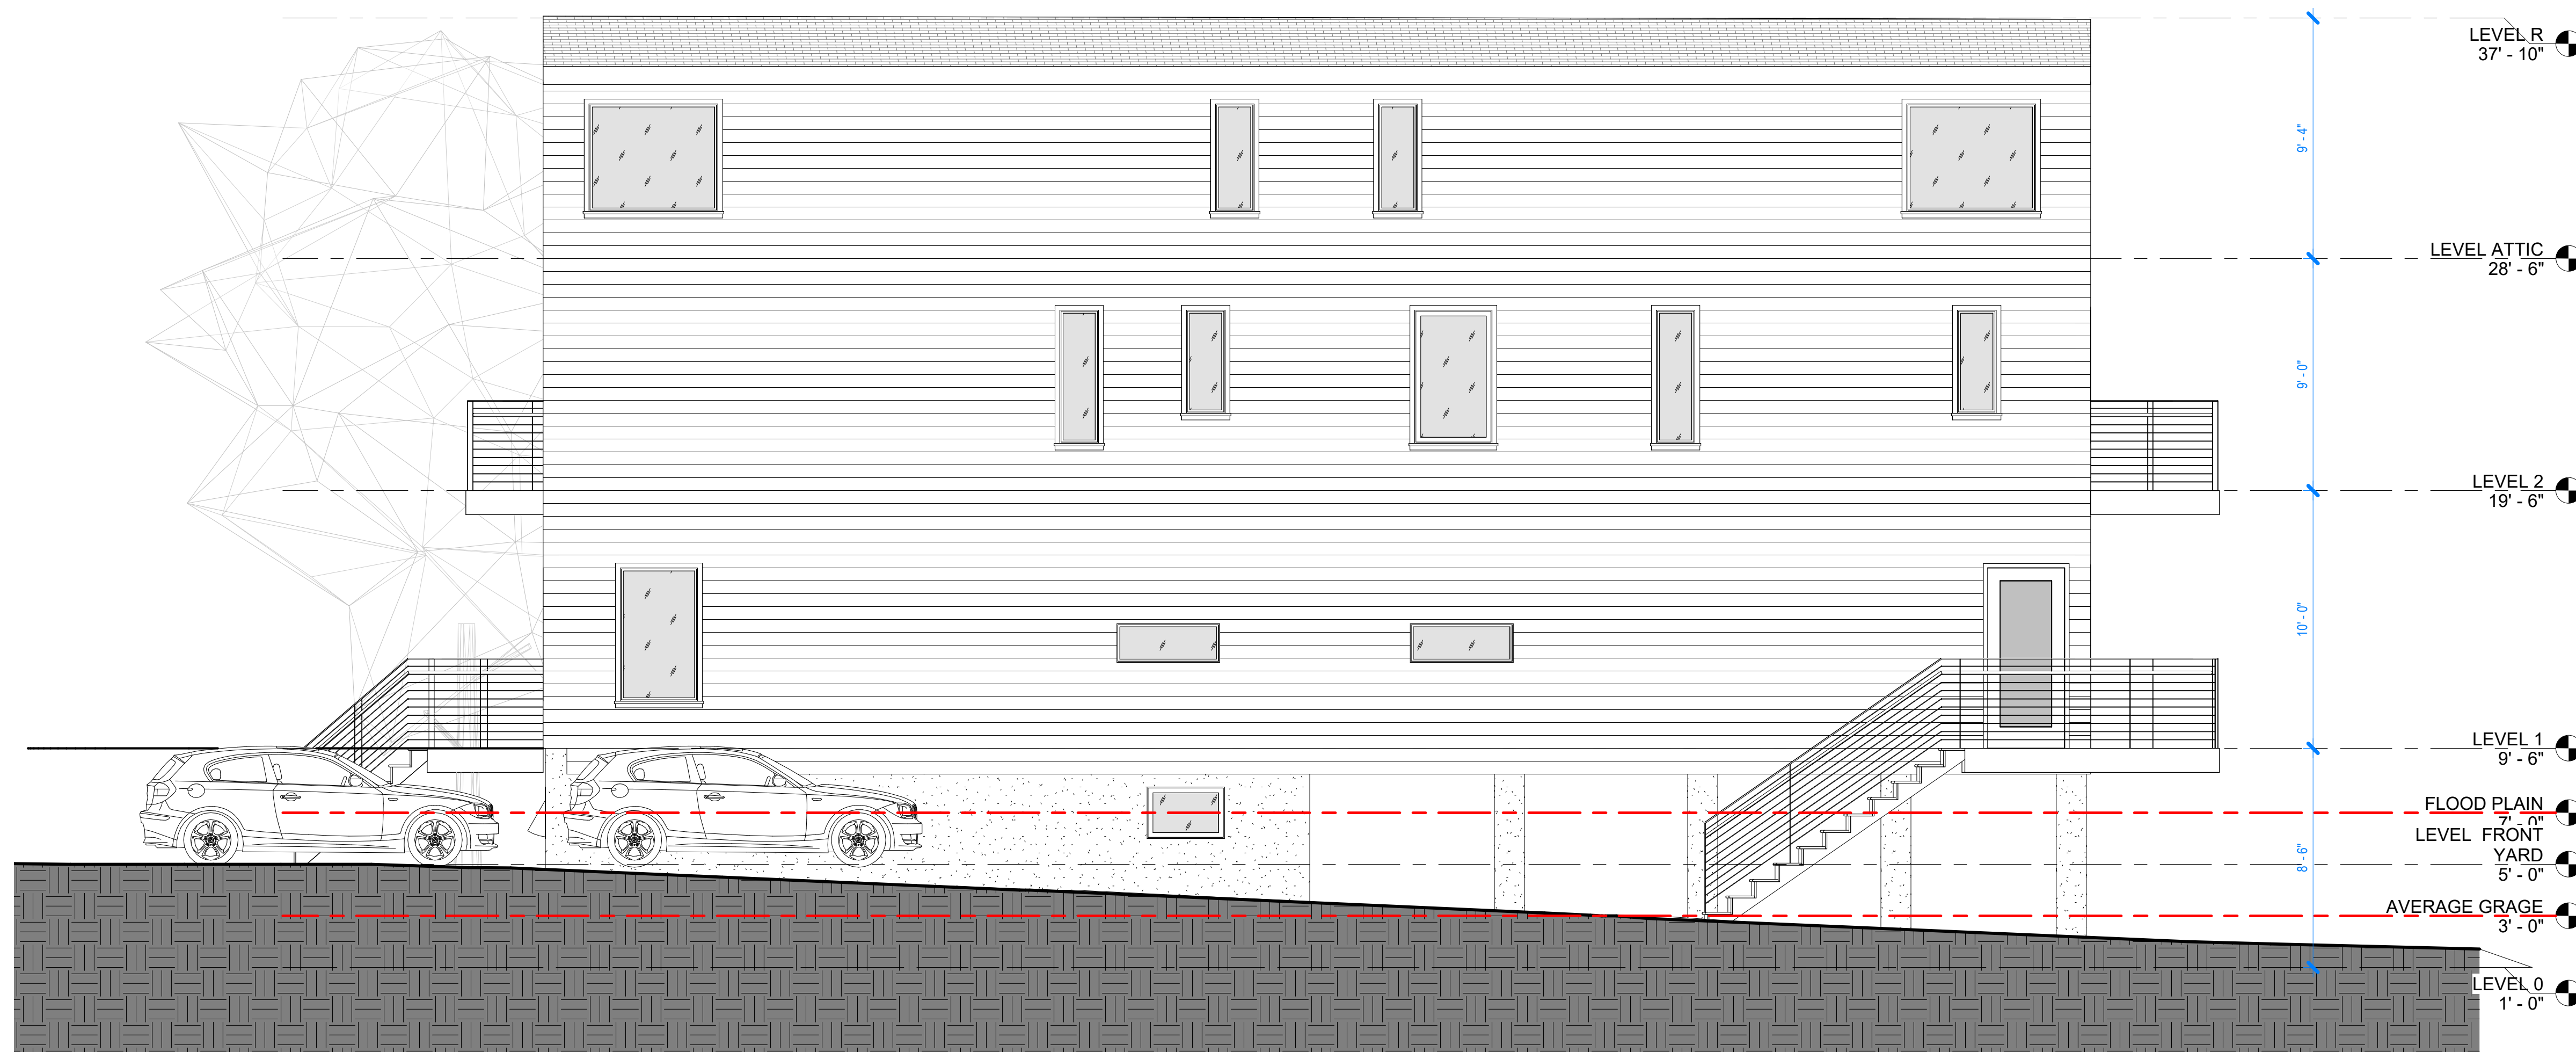 LEVEL R
37' - 10"
9' - 4"
LEVEL ATTIC
28' - 6"
9' - 0"
LEVEL 2
19' - 6"
10' - 0"
LEVEL 1
9' - 6"
FLOOD PLAIN
7' - 0"
LEVEL FRONT
YARD
5' - 0"
8' - 6"
AVERAGE GRAGE
3' - 0"
LEVEL 0
1' - 0"